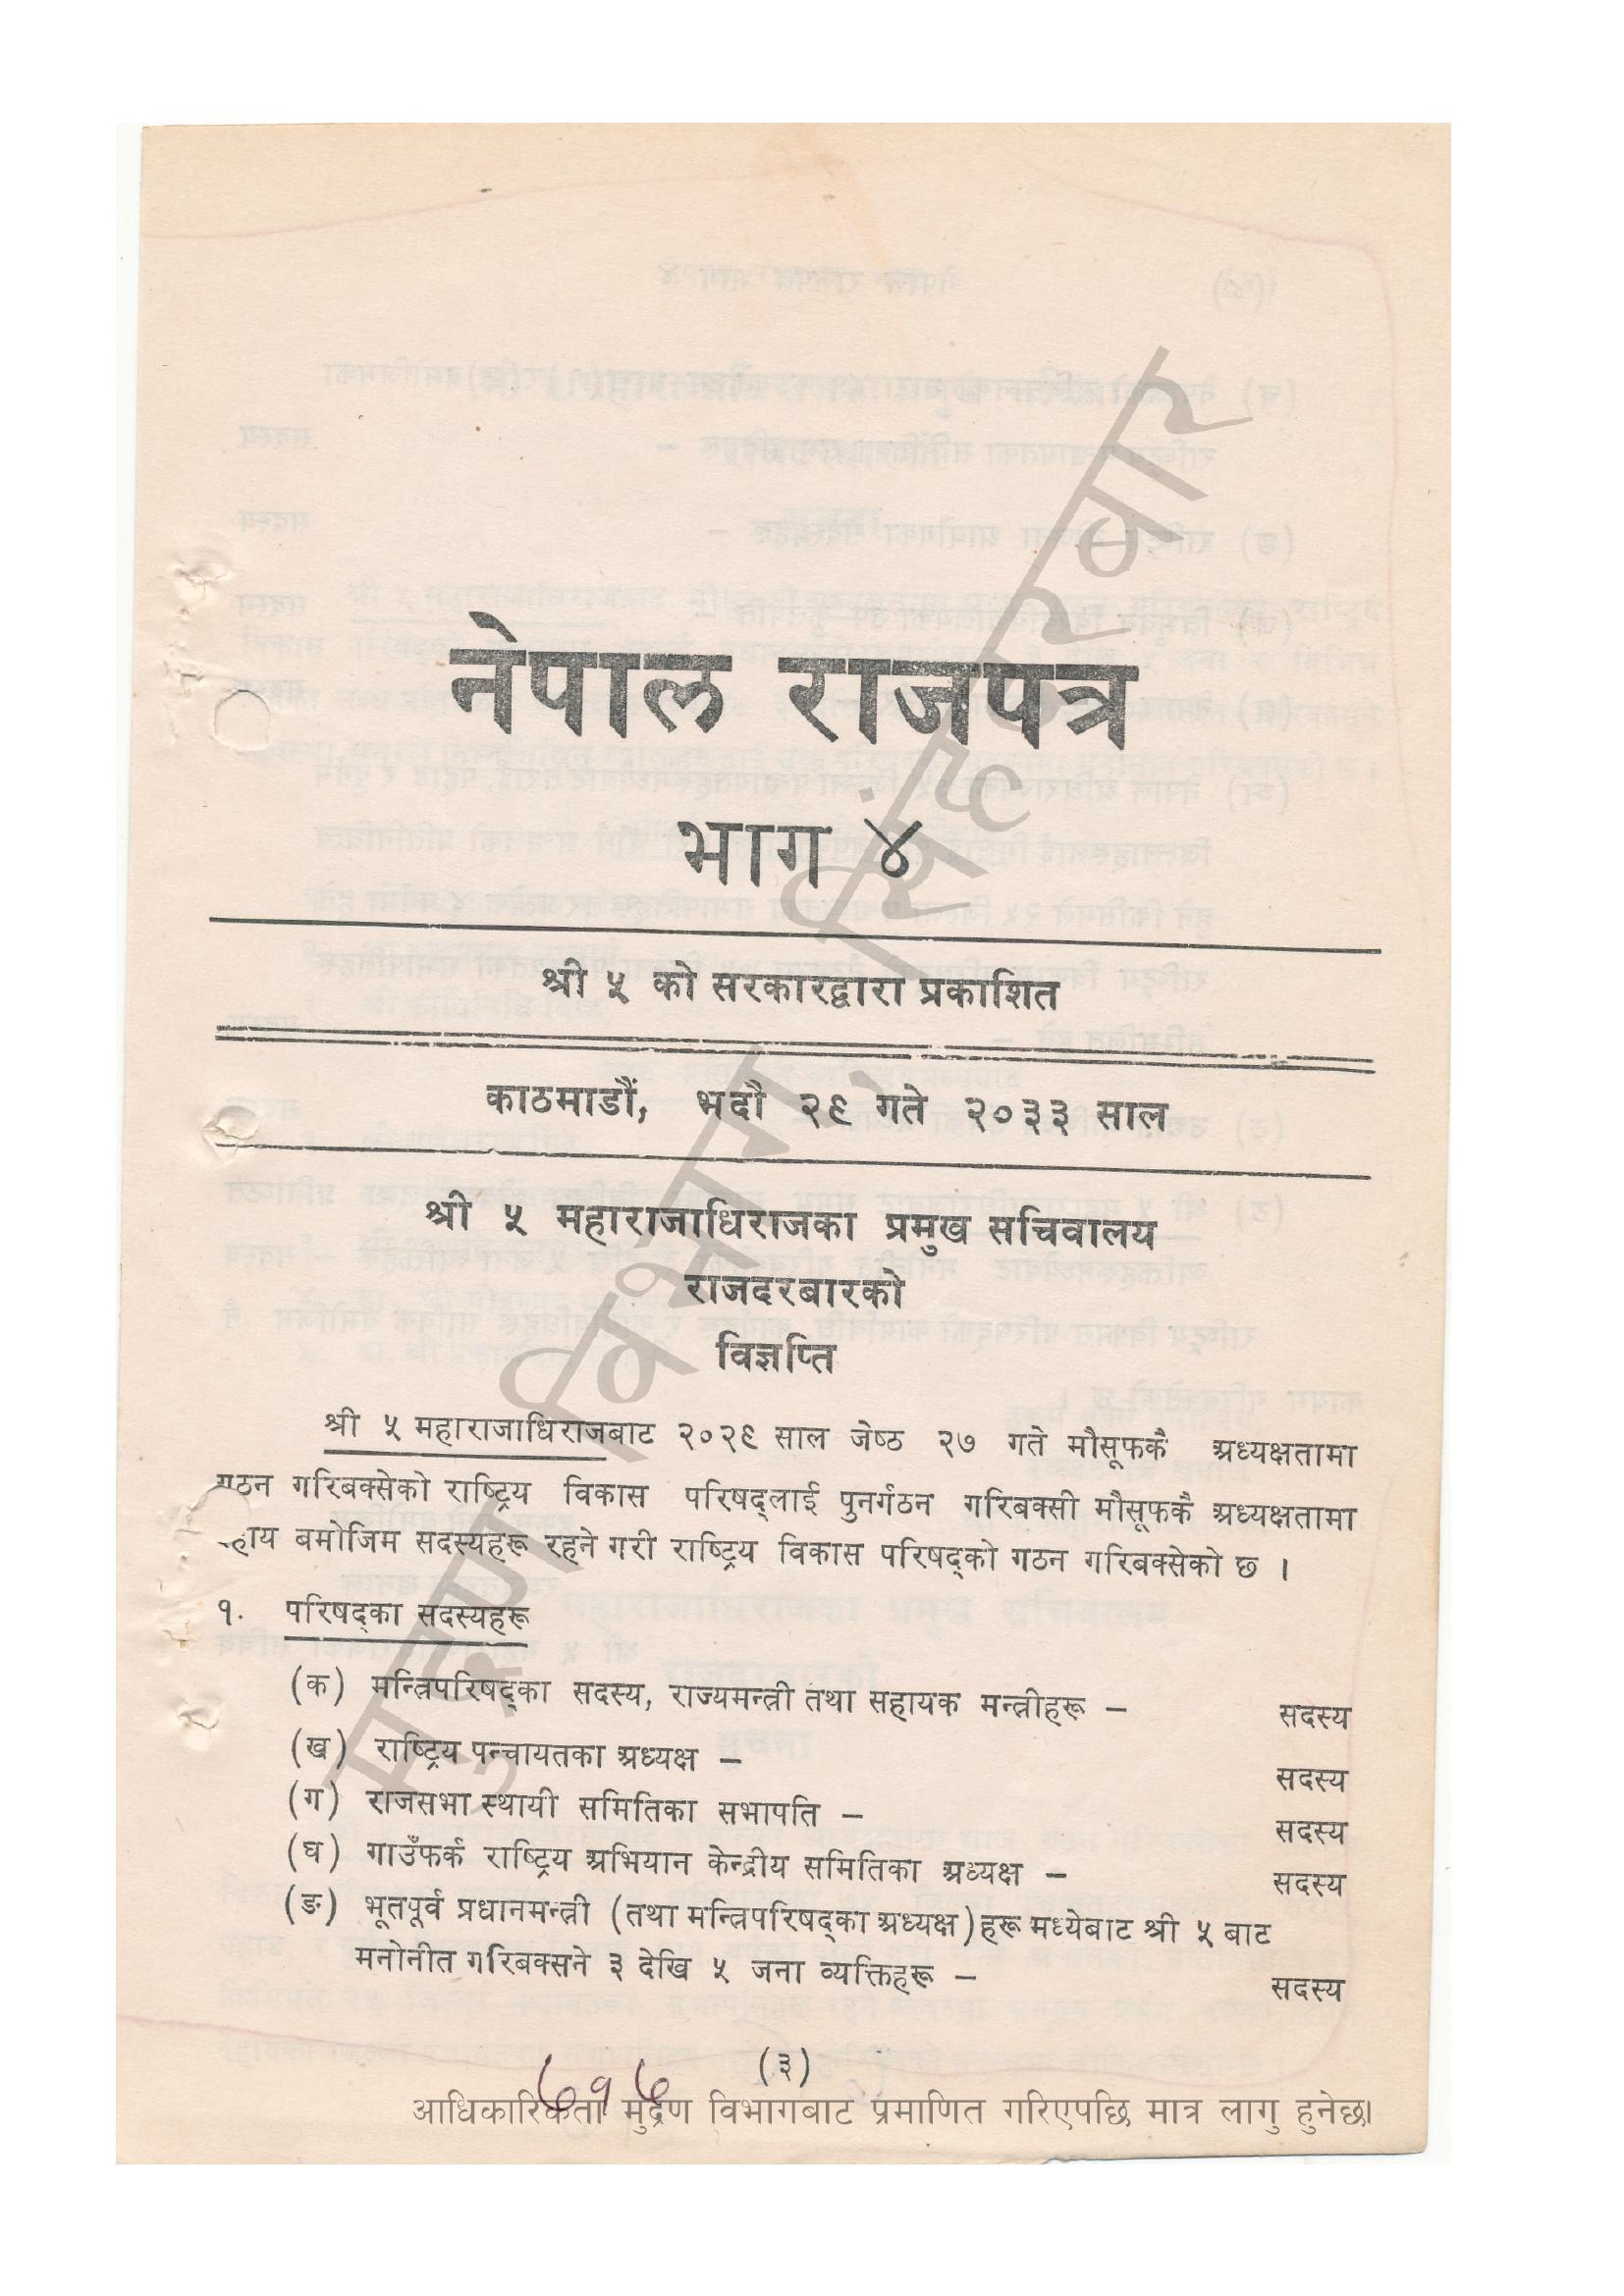 नेपाल राजपत्र
भाग ४
श्री ५ को सरकारद्वारा प्रकाशित
काठमाडौं, भदौ २९ गते २०३३ साल
श्री ५ महाराजाधिराजका प्रमुख सचिवालय
राजदरबारको
विज्ञप्ति
श्री ५ महाराजाधिराजबाट २०२९ साल जेष्ठ २७ गते मौसूफकै अध्यक्षतामा
गठन गरिबक्सेको राष्ट्रिय विकास परिषद्लाई पुनर्गठन गरिबक्सी मौसूफकै अध्यक्षतामा
बमोजिम सदस्यहरू रहने गरी राष्ट्रिय विकास परिषद्को गठन गरिबक्सेको छ ।
१. परिषद्का सदस्यहरू
(क) मन्त्रिपरिषद्का सदस्य, राज्यमन्त्री तथा सहायक मन्त्रीहरू – सदस्य
(ख) राष्ट्रिय पन्चायतका अध्यक्ष – सदस्य
(ग) राजसभा स्थायी समितिका सभापति – सदस्य
(घ) गाउँफर्क राष्ट्रिय अभियान केन्द्रीय समितिका अध्यक्ष – सदस्य
(ङ) भूतपूर्व प्रधानमन्त्री (तथा मन्त्रिपरिषद्का अध्यक्ष)हरू मध्येबाट श्री ५ बाट
मनोनीत गरिबक्सने ३ देखि ५ जना व्यक्तिहरू – सदस्य
(३)
७१७
आधिकारिकता मुद्रण विभागबाट प्रमाणित गरिएपछि मात्र लागु हुनेछ।
मुद्रण विभाग, सिंहदरवार